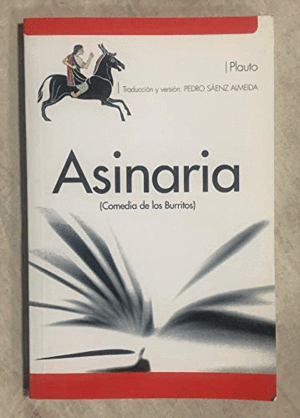 | Plauto
| Traducción y versión: PEDRO SÁENZ ALMEIDA
Asinaria
(Comedia de los Burritos)